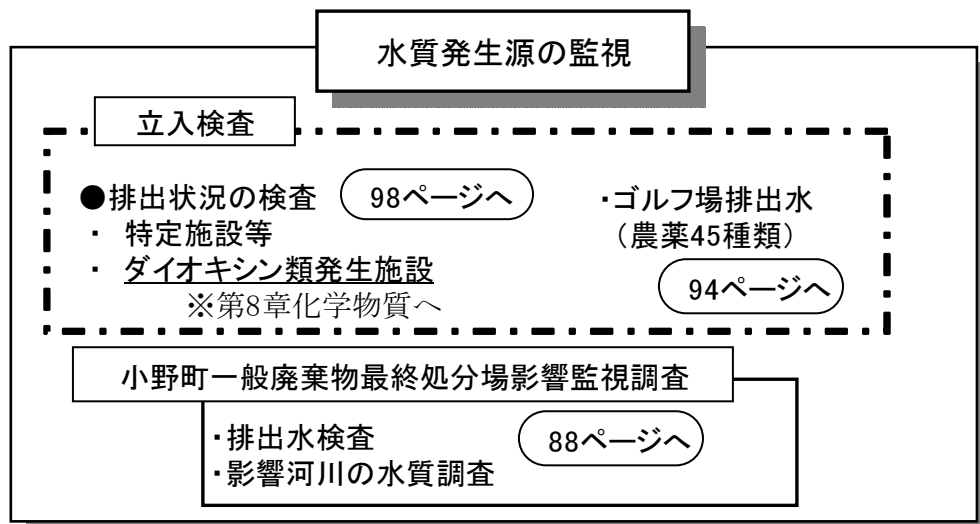 水質発生源の監視
立入検査
●排出状況の検査 98ページへ
・ 特定施設等
・ ダイオキシン類発生施設
※第8章化学物質へ
・ゴルフ場排出水
（農薬45種類）
94ページへ
小野町一般廃棄物最終処分場影響監視調査
・排出水検査 88ページへ
・影響河川の水質調査